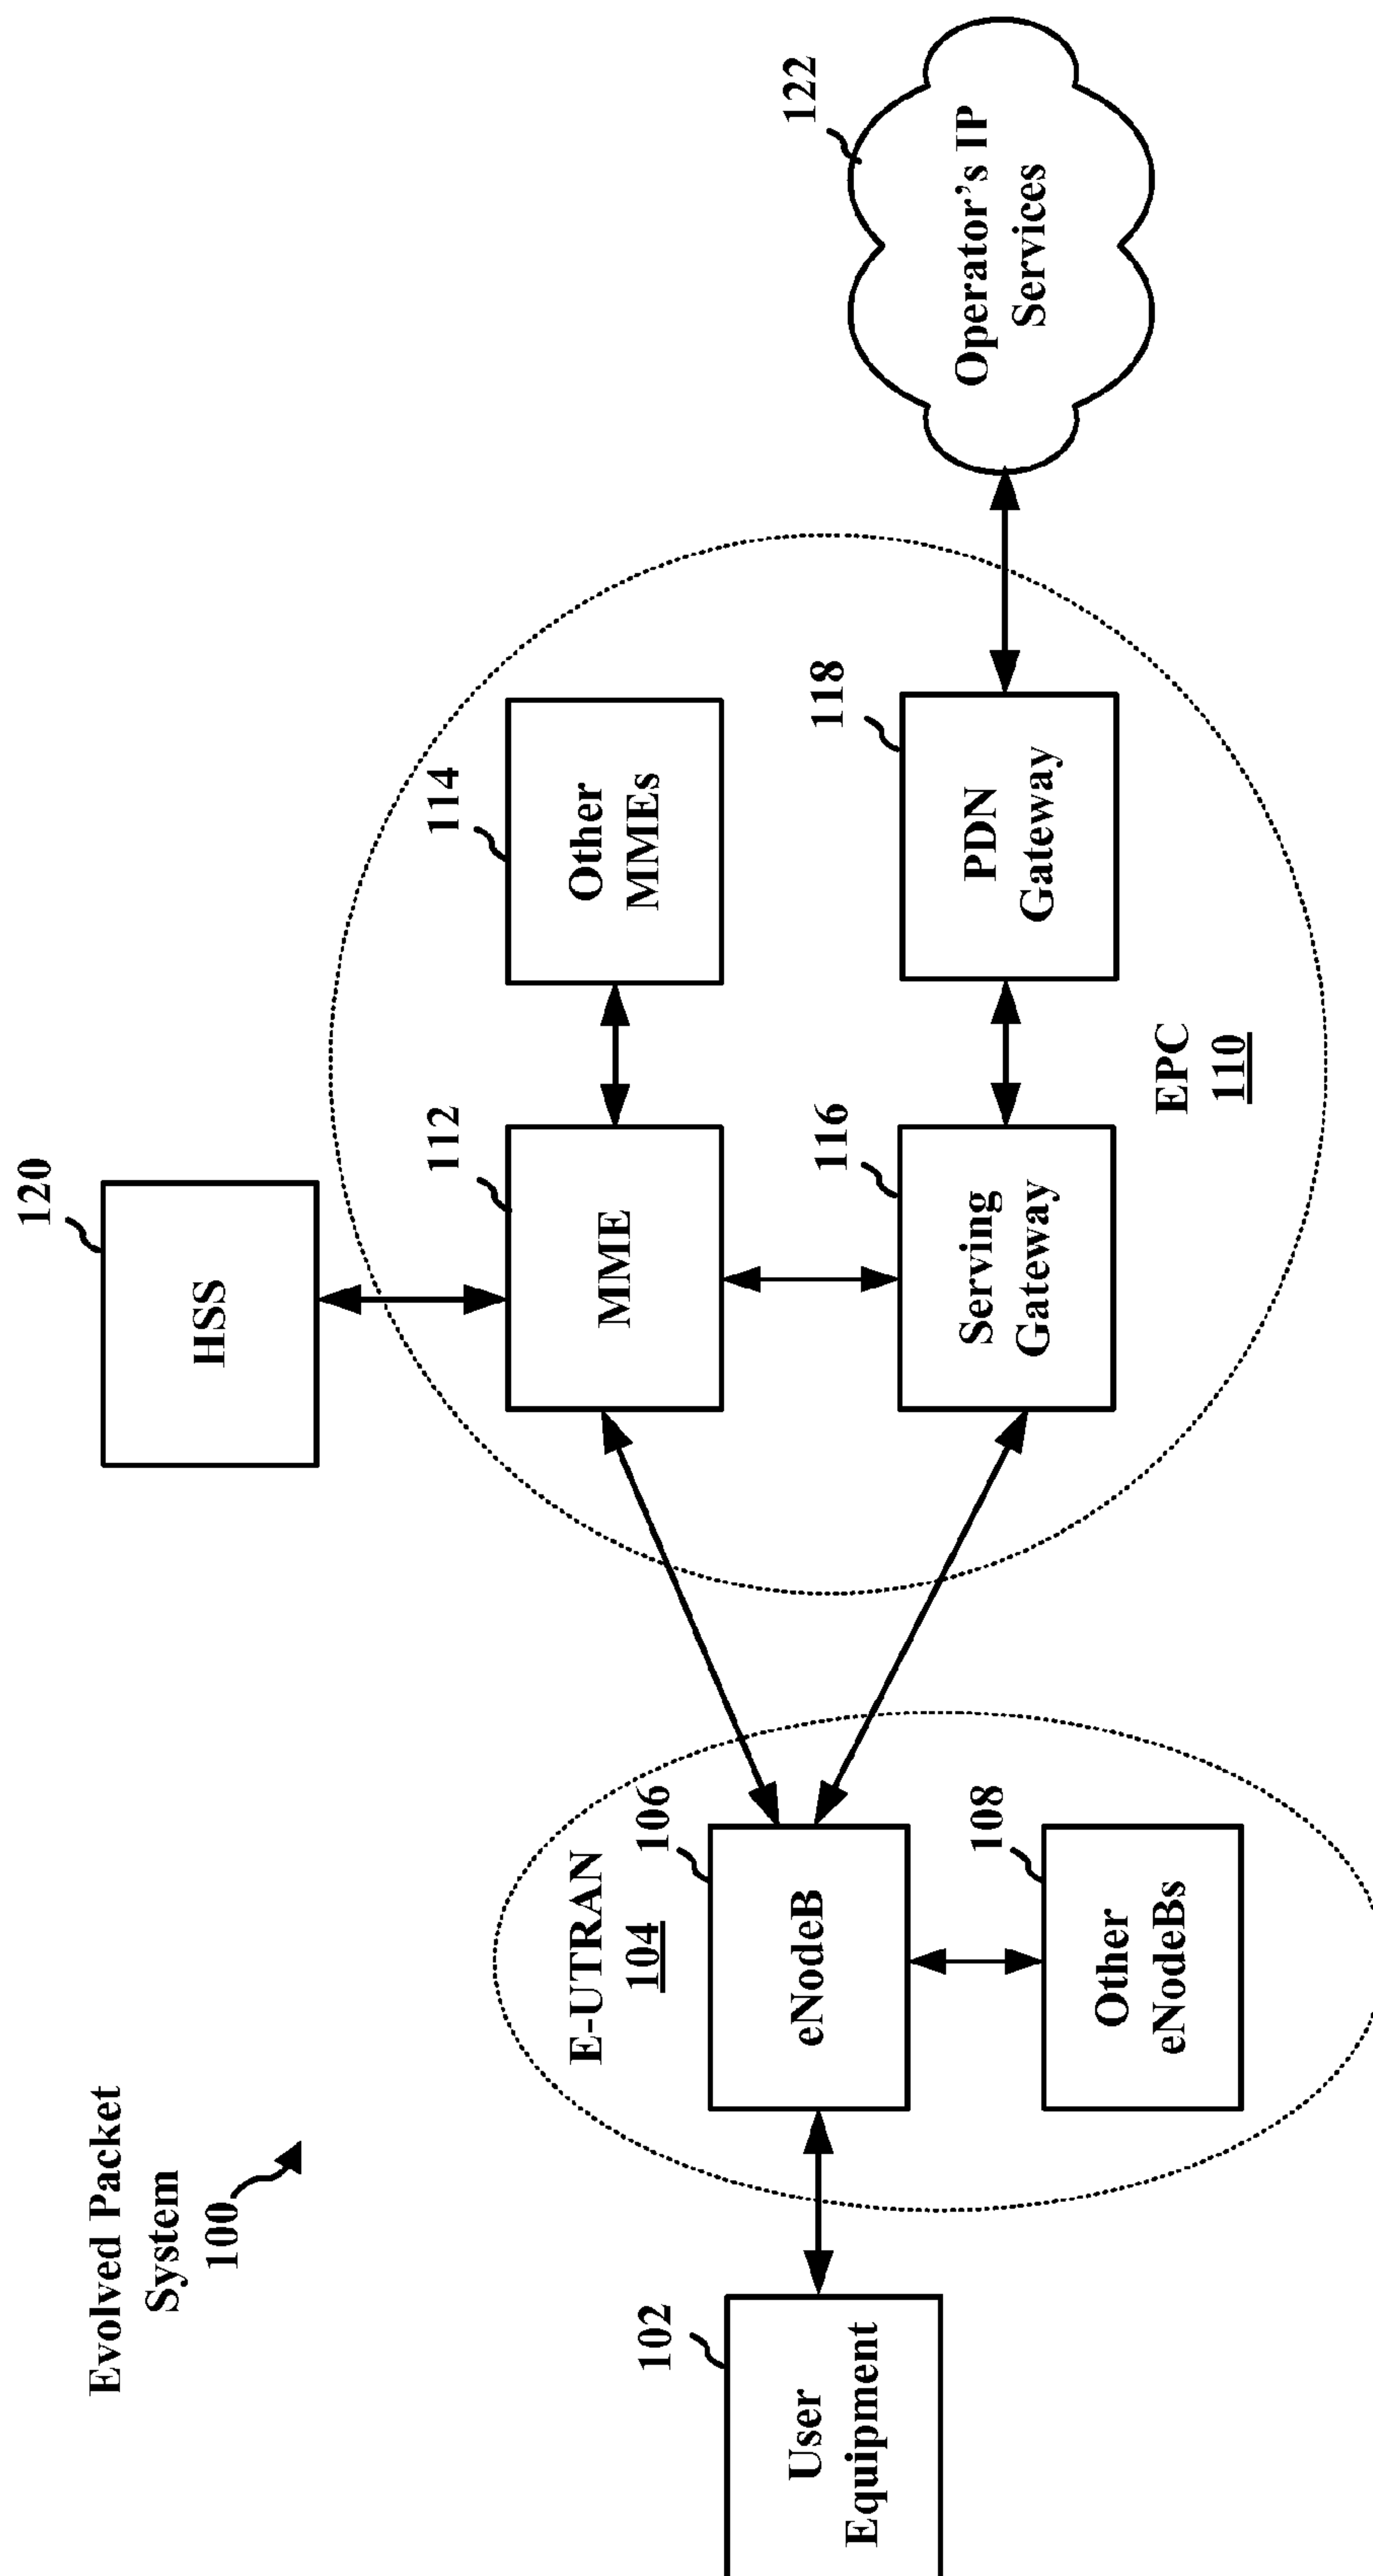 Evolved Packet
System
100
102
User
Equipment
E-UTRAN
104
106
eNodeB
108
Other
eNodeBs
120
HSS
112
MME
114
Other
MMEs
116
Serving
Gateway
118
PDN
Gateway
EPC
110
122
Operator’s IP
Services